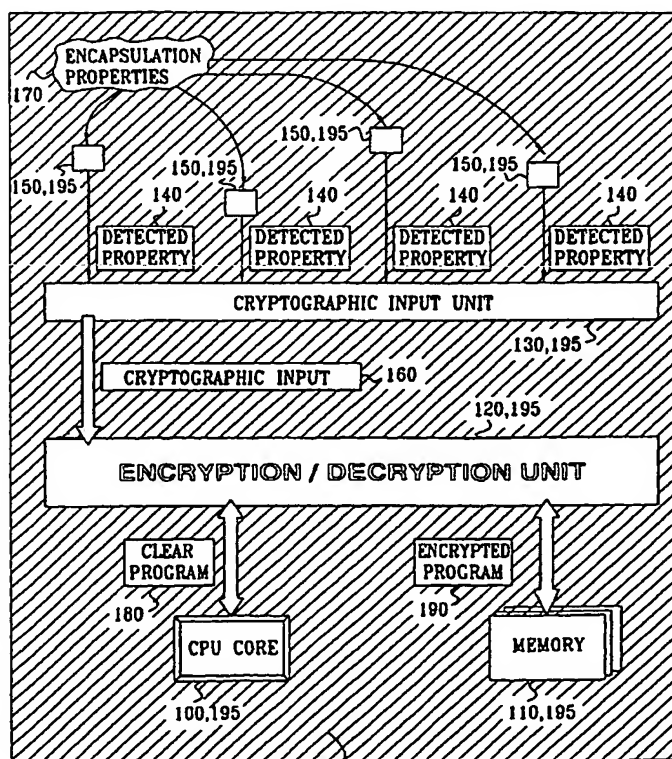 ENCAPSULATION
PROPERTIES
170
150,195
150,195
150,195
150,195
140
140
140
140
DETECTED
PROPERTY
DETECTED
PROPERTY
DETECTED
PROPERTY
DETECTED
PROPERTY
CRYPTOGRAPHIC INPUT UNIT
130,195
CRYPTOGRAPHIC INPUT
160
120,195
ENCRYPTION / DECRYPTION UNIT
CLEAR
PROGRAM
180
ENCRYPTED
PROGRAM
190
CPU CORE
MEMORY
100,195
110,195